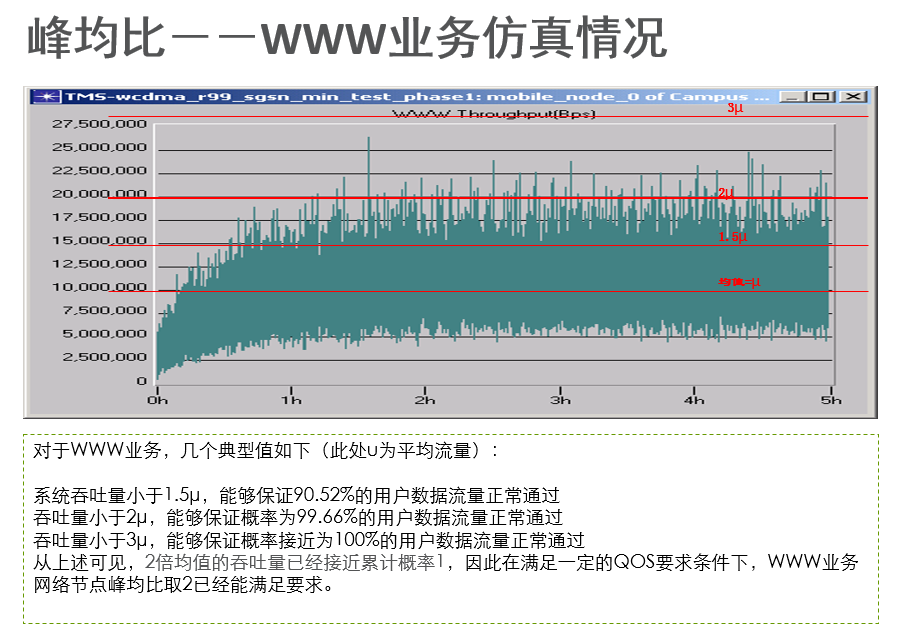 峰均比－－WWW业务仿真情况
TMS-wcdma_r99_sgsn_min_test_phase1: mobile_node_0 of Campus ...
WWW Throughput(Bps)
3μ
27,500,000
25,000,000
22,500,000
20,000,000
2μ
17,500,000
15,000,000
1.5μ
12,500,000
10,000,000
均值=μ
7,500,000
5,000,000
2,500,000
0
0h 1h 2h 3h 4h 5h
对于WWW业务，几个典型值如下（此处u为平均流量）：
系统吞吐量小于1.5μ，能够保证90.52%的用户数据流量正常通过
吞吐量小于2μ，能够保证概率为99.66%的用户数据流量正常通过
吞吐量小于3μ，能够保证概率接近为100%的用户数据流量正常通过
从上述可见，2倍均值的吞吐量已经接近累计概率1，因此在满足一定的QOS要求条件下，WWW业务
网络节点峰均比取2已经能满足要求。